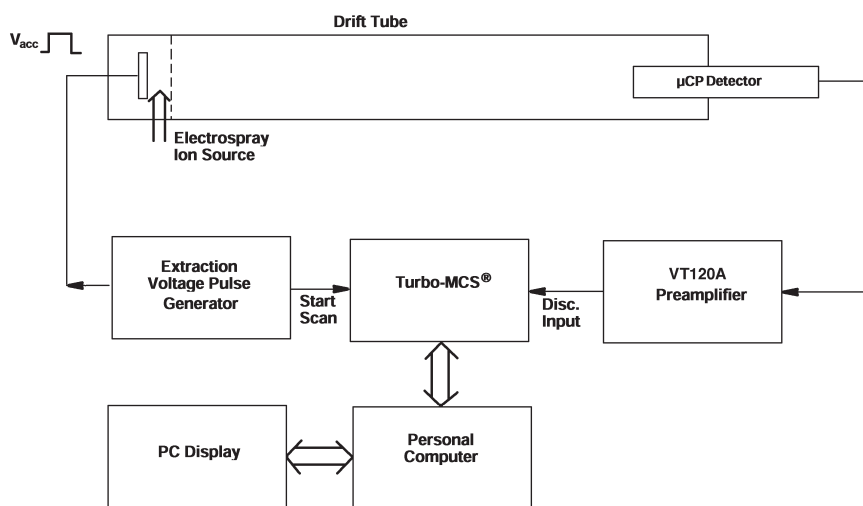 Drift Tube
Vacc
µCP Detector
Electrospray
Ion Source
Extraction
Voltage Pulse
Generator
Start
Scan
Turbo-MCS®
Disc.
Input
VT120A
Preamplifier
PC Display
Personal
Computer